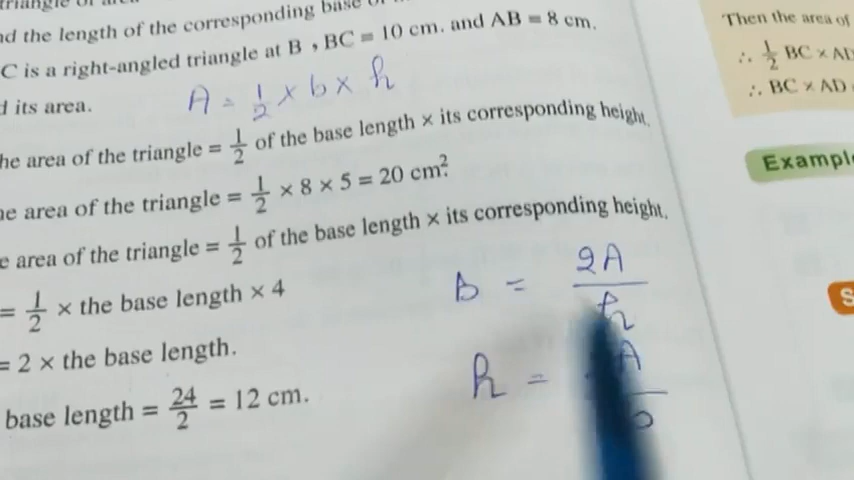 nd the length of the corresponding base
C is a right-angled triangle at B , BC = 10 cm. and AB = 8 cm.
d its area.
A = 1/2 × b × h
he area of the triangle = 1/2 of the base length × its corresponding height.
ne area of the triangle = 1/2 × 8 × 5 = 20 cm².
e area of the triangle = 1/2 of the base length × its corresponding height.
= 1/2 × the base length × 4
= 2 × the base length.
base length = 24/2 = 12 cm.
b = 2A/h
h = A/b
Then the area of
∴ 1/2 BC × AD
∴ BC × AD
Example
S